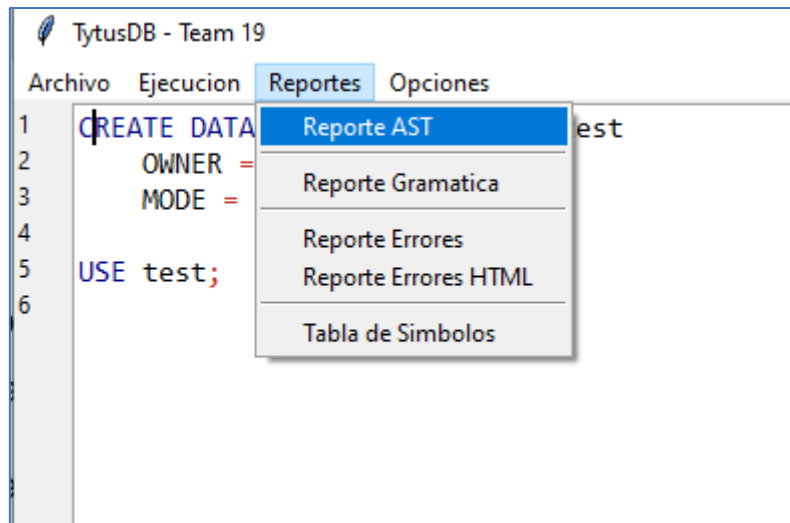 TytusDB - Team 19
Archivo Ejecucion Reportes Opciones
1 CREATE DATA est
2 OWNER =
3 MODE =
4
5 USE test;
6
Reporte AST
Reporte Gramatica
Reporte Errores
Reporte Errores HTML
Tabla de Simbolos